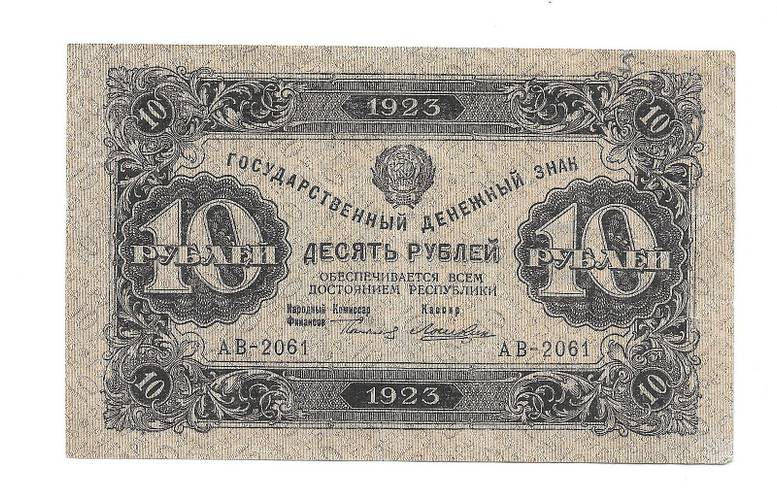 10 1923 10
ГОСУДАРСТВЕННЫЙ ДЕНЕЖНЫЙ ЗНАК
10 РУБЛЕЙ
ДЕСЯТЬ РУБЛЕЙ
10 РУБЛЕЙ
ОБЕСПЕЧИВАЕТСЯ ВСЕМ
ДОСТОЯНИЕМ РЕСПУБЛИКИ
Народный Комиссар
Финансов
Кассир
АВ-2061 АВ-2061
10 1923 10